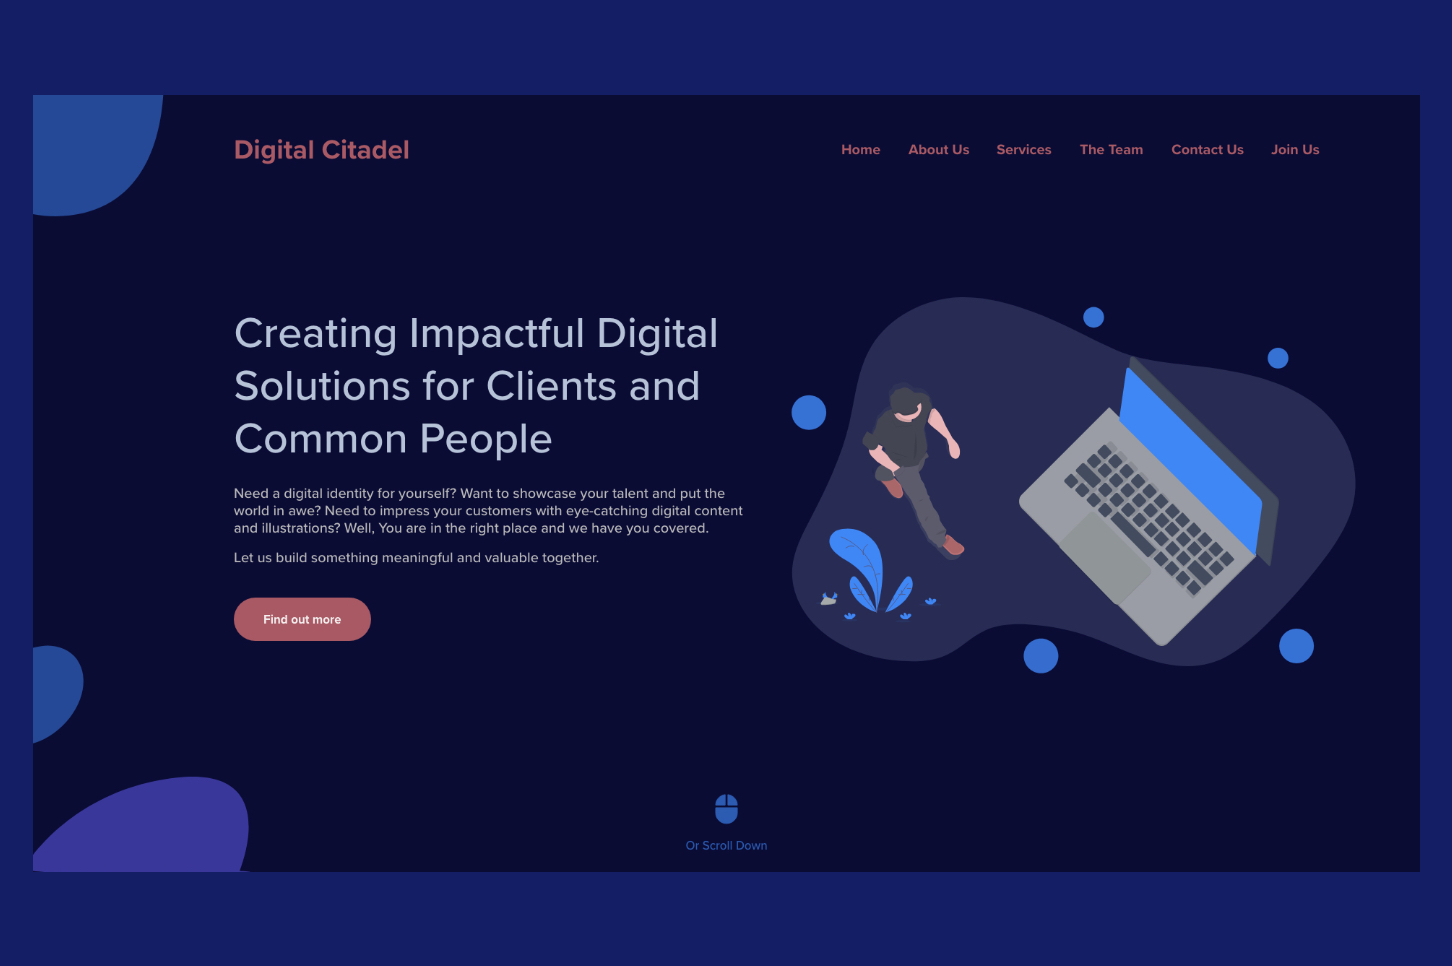 Digital Citadel
Home About Us Services The Team Contact Us Join Us
Creating Impactful Digital
Solutions for Clients and
Common People
Need a digital identity for yourself? Want to showcase your talent and put the
world in awe? Need to impress your customers with eye-catching digital content
and illustrations? Well, You are in the right place and we have you covered.
Let us build something meaningful and valuable together.
Find out more
Or Scroll Down